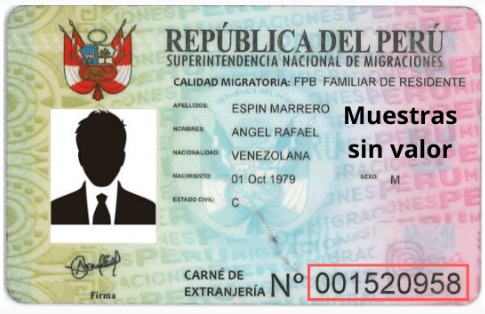 REPÚBLICA DEL PERÚ
SUPERINTENDENCIA NACIONAL DE MIGRACIONES
CALIDAD MIGRATORIA: FPB FAMILIAR DE RESIDENTE
APELLIDOS: ESPIN MARRERO
NOMBRES: ANGEL RAFAEL
NACIONALIDAD VENEZOLANA
NACIMIENTO: 01 Oct 1979 SEXO: M
ESTADO CIVIL: C
Muestras
sin valor
Firma
CARNÉ DE
EXTRANJERÍA Nº 001520958